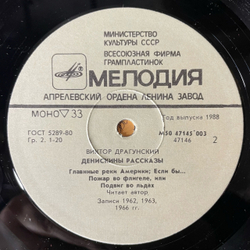 МИНИСТЕРСТВО
КУЛЬТУРЫ СССР
ВСЕСОЮЗНАЯ ФИРМА
ГРАМПЛАСТИНОК
МЕЛОДИЯ
АПРЕЛЕВСКИЙ ОРДЕНА ЛЕНИНА ЗАВОД
МОНО 33
Год выпуска 1988
ГОСТ 5289-80
Гр. 2. 1-20
М50 47145 003
47146 2
ВИКТОР ДРАГУНСКИЙ
ДЕНИСКИНЫ РАССКАЗЫ
Главнные реки Америки; Если бы...
Пожар во флигеле, или
Подвиг во льдах
Читает автор
Записи 1962, 1963,
1966 гг.